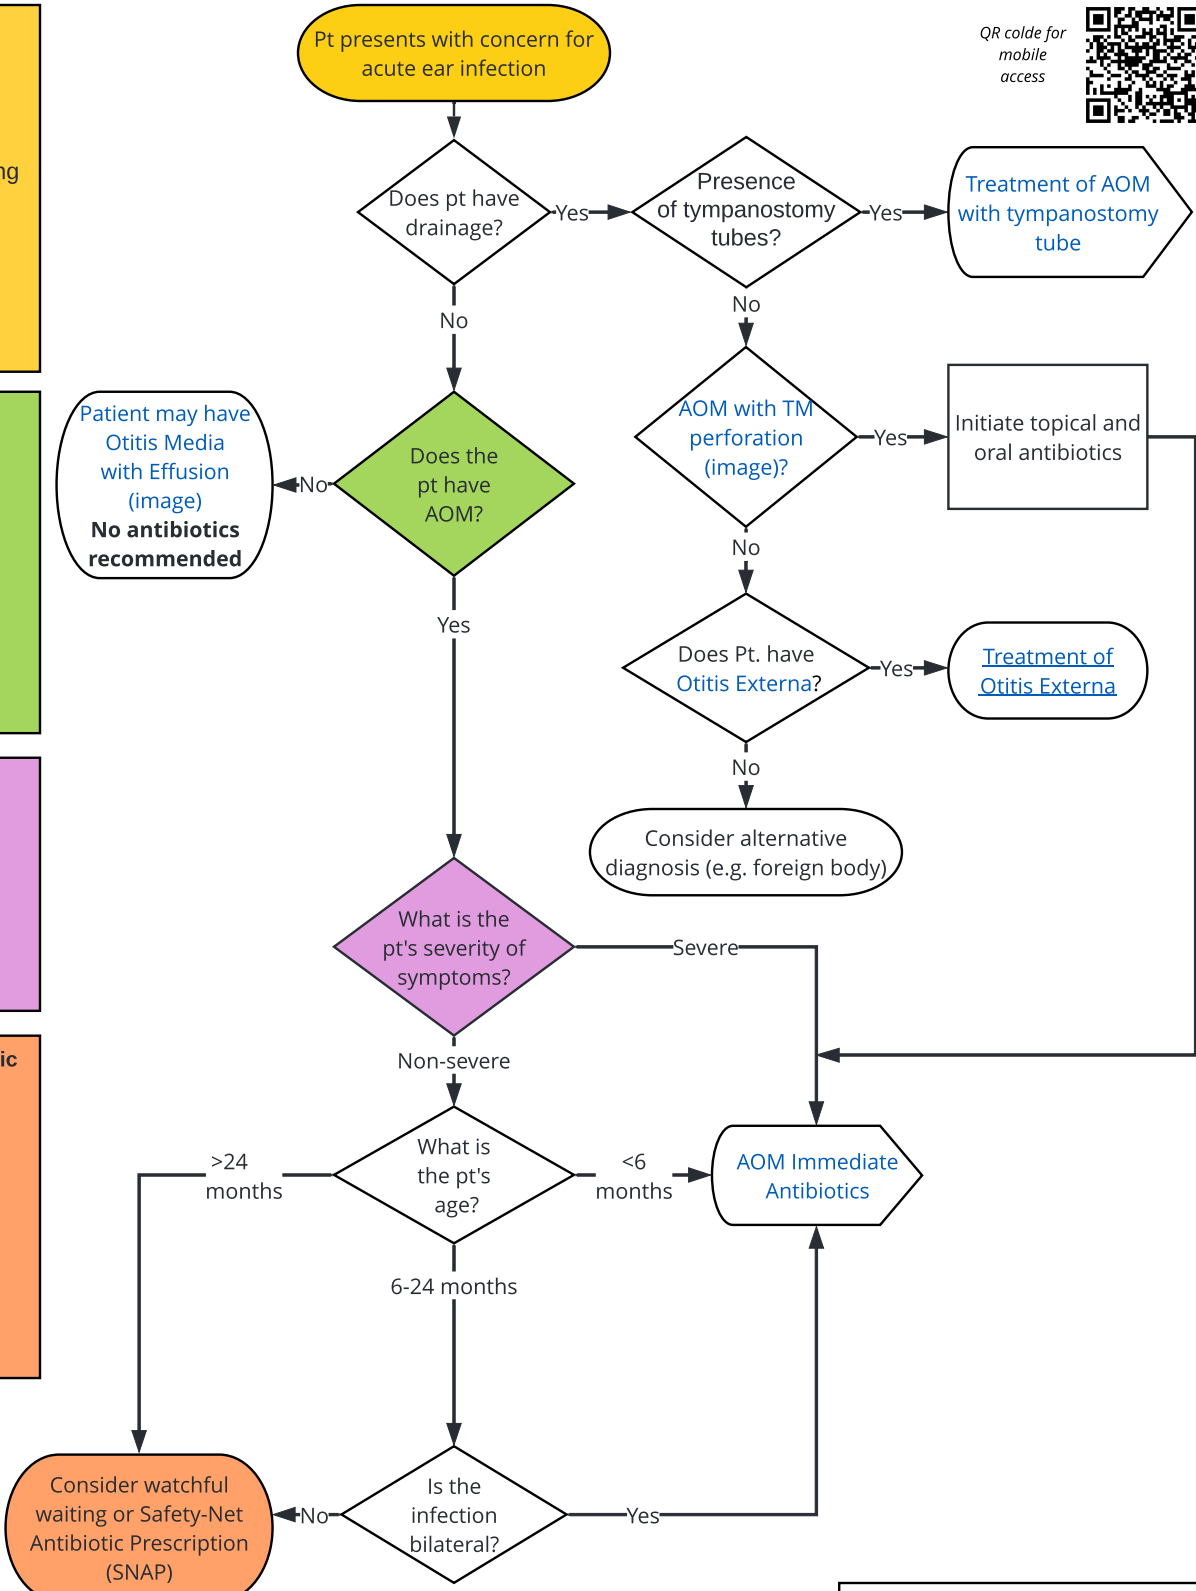 Pt presents with concern for
acute ear infection
QR colde for
mobile
access
ng
Does pt have
drainage?
Yes
Presence
of tympanostomy
tubes?
Yes
Treatment of AOM
with tympanostomy
tube
No
No
Patient may have
Otitis Media
with Effusion
(image)
No antibiotics
recommended
No
Does the
pt have
AOM?
AOM with TM
perforation
(image)?
Yes
Initiate topical and
oral antibiotics
No
Yes
Does Pt. have
Otitis Externa?
Yes
Treatment of
Otitis Externa
No
Consider alternative
diagnosis (e.g. foreign body)
What is the
pt's severity of
symptoms?
Severe
Non-severe
ic
What is
the pt's
age?
>24
months
<6
months
AOM Immediate
Antibiotics
6-24 months
Consider watchful
waiting or Safety-Net
Antibiotic Prescription
(SNAP)
No
Is the
infection
bilateral?
Yes